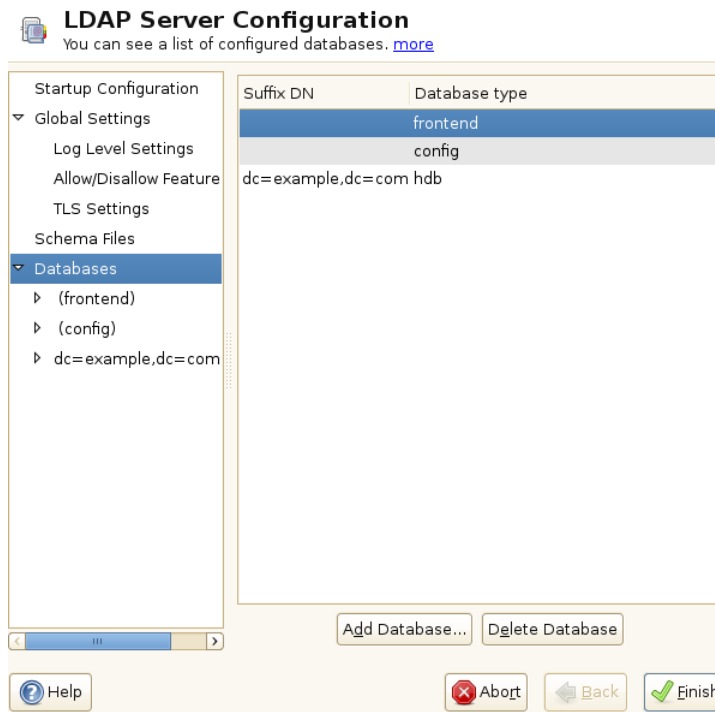 LDAP Server Configuration
You can see a list of configured databases. more
Startup Configuration
Global Settings
Log Level Settings
Allow/Disallow Feature
TLS Settings
Schema Files
Databases
(frontend)
(config)
dc=example,dc=com
Suffix DN Database type
frontend
config
dc=example,dc=com hdb
Add Database... Delete Database
Help Abort Back Finish